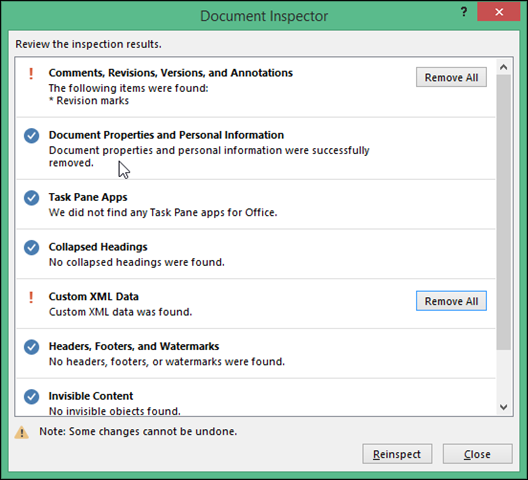 Document Inspector
?
Review the inspection results.
! Comments, Revisions, Versions, and Annotations
The following items were found:
* Revision marks
Remove All
Document Properties and Personal Information
Document properties and personal information were successfully
removed.
Task Pane Apps
We did not find any Task Pane apps for Office.
Collapsed Headings
No collapsed headings were found.
! Custom XML Data
Custom XML data was found.
Remove All
Headers, Footers, and Watermarks
No headers, footers, or watermarks were found.
Invisible Content
No invisible objects found.
Note: Some changes cannot be undone.
Reinspect
Close